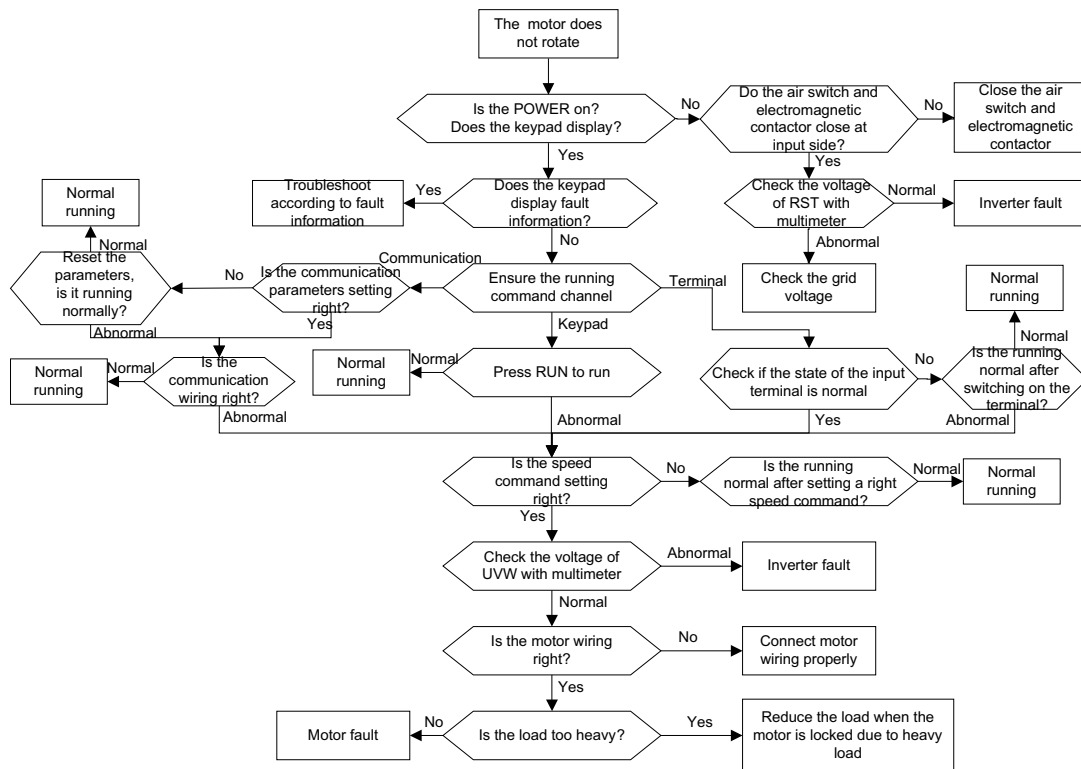 The motor does
not rotate
Is the POWER on?
Does the keypad display?
No
Do the air switch and
electromagnetic
contactor close at
input side?
No
Close the air
switch and
electromagnetic
contactor
Yes
Yes
Normal
running
Troubleshoot
according to fault
information
Yes
Does the keypad
display fault
information?
Check the voltage
of RST with
multimeter
Normal
Inverter fault
Normal
No
Abnormal
Reset the
parameters,
is it running
normally?
No
Is the communication
parameters setting
right?
Communication
Ensure the running
command channel
Terminal
Check the grid
voltage
Normal
running
Abnormal
Yes
Keypad
Normal
Normal
running
Normal
Is the
communication
wiring right?
Normal
running
Normal
Press RUN to run
Check if the state of the input
terminal is normal
No
Is the running
normal after
switching on
the terminal?
Abnormal
Abnormal
Yes
Abnormal
Is the speed
command setting
right?
No
Is the running
normal after setting a right
speed command?
Normal
Normal
running
Yes
Check the voltage of
UVW with multimeter
Abnormal
Inverter fault
Normal
Is the motor wiring
right?
No
Connect motor
wiring properly
Yes
Motor fault
No
Is the load too heavy?
Yes
Reduce the load when the
motor is locked due to heavy
load